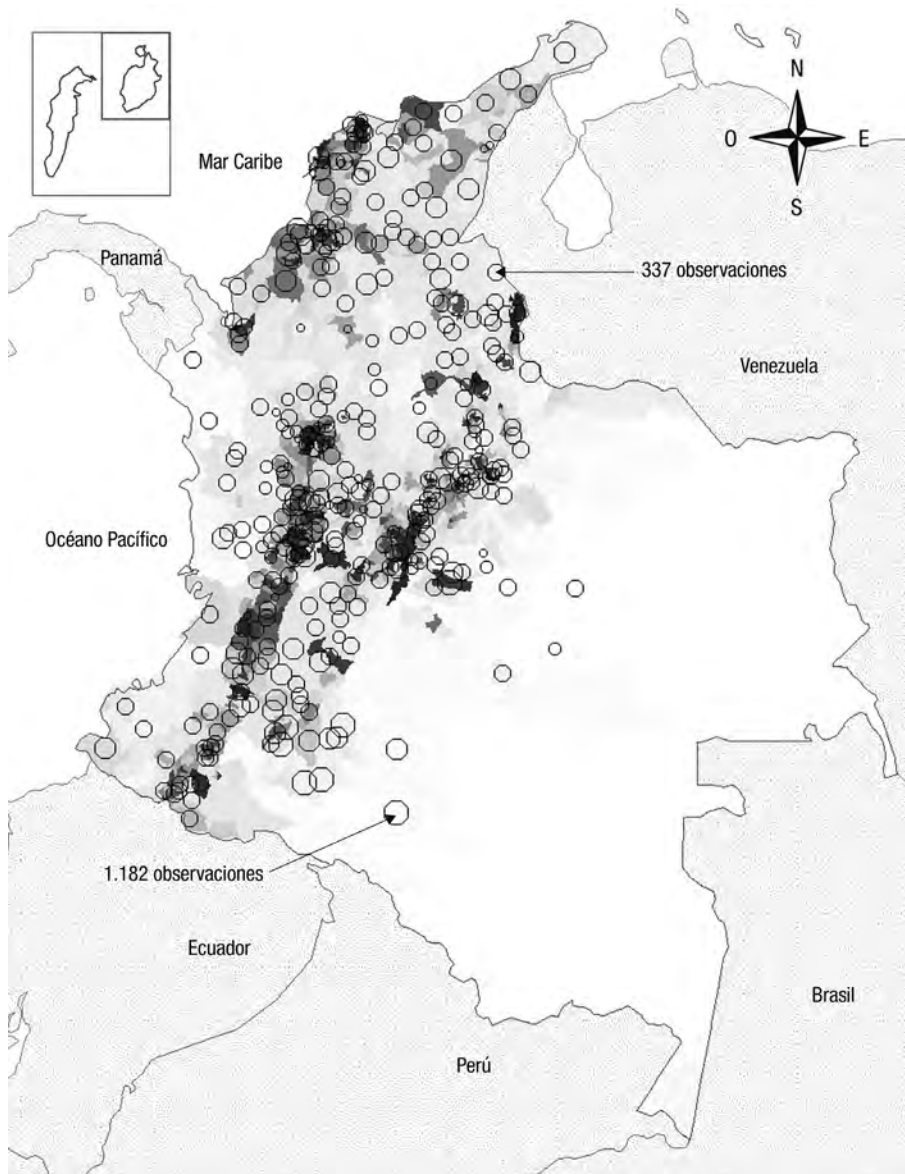 N
Mar Caribe
O
E
S
Panamá
337 observaciones
Venezuela
Océano Pacífico
1.182 observaciones
Ecuador
Brasil
Perú